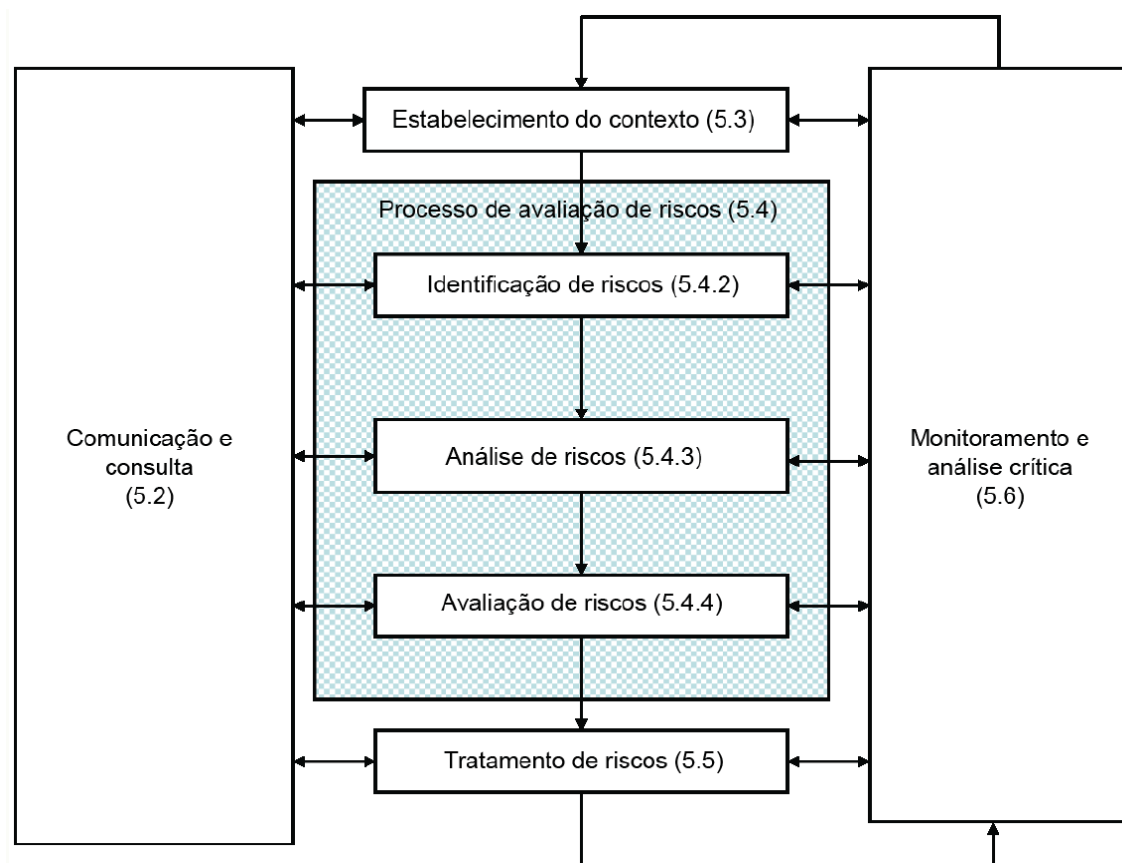 Estabelecimento do contexto (5.3)
Processo de avaliação de riscos (5.4)
Identificação de riscos (5.4.2)
Comunicação e
consulta
(5.2)
Análise de riscos (5.4.3)
Monitoramento e
análise crítica
(5.6)
Avaliação de riscos (5.4.4)
Tratamento de riscos (5.5)